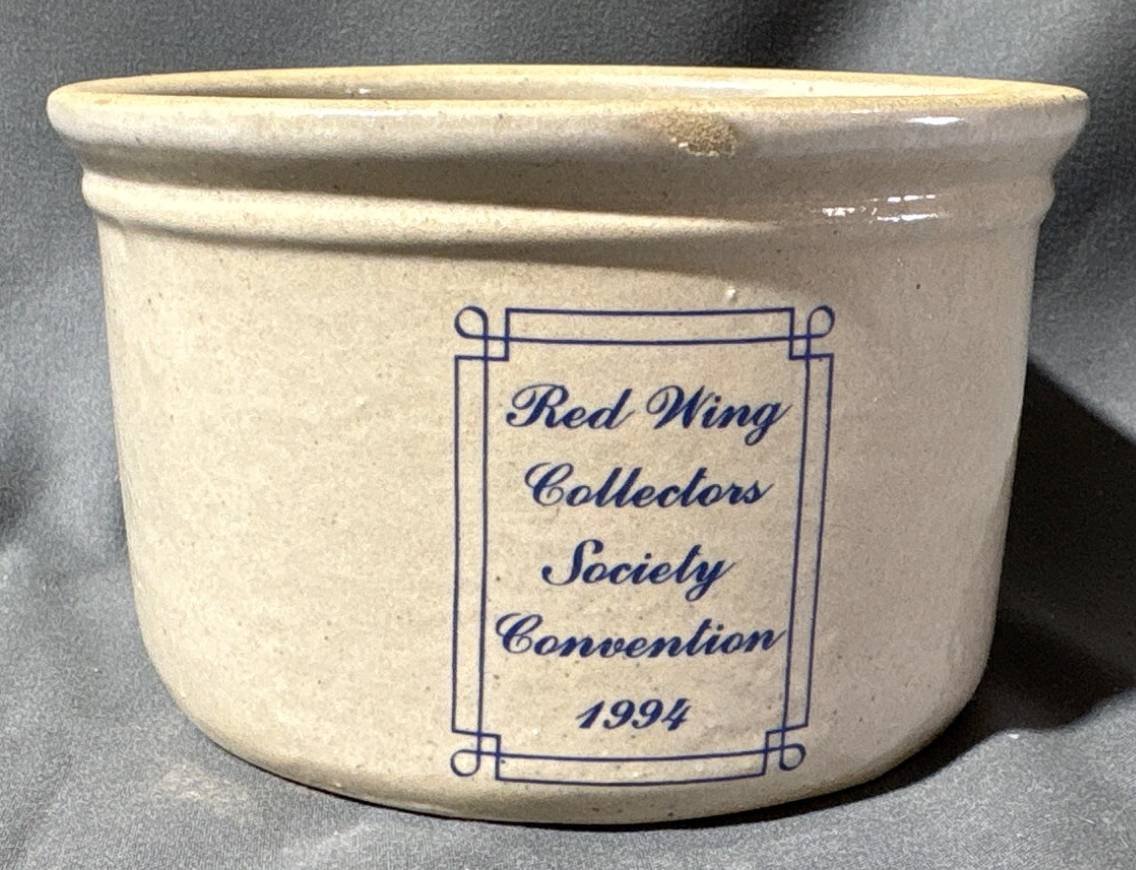 Red Wing
Collectors
Society
Convention
1994